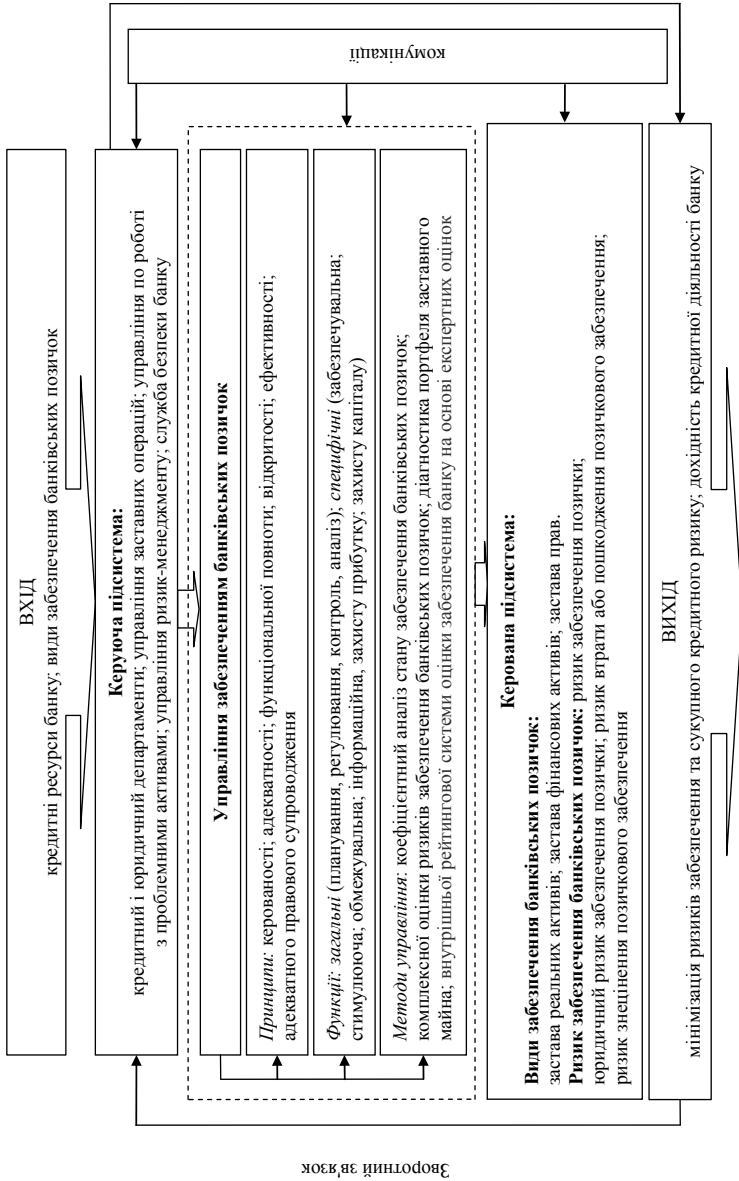 ВХІД
кредитні ресурси банку; види забезпечення банківських позичок
Керуюча підсистема:
кредитний і юридичний департаменти; управління заставних операцій; управління по роботі
з проблемними активами; управління ризик-менеджменту; служба безпеки банку
Управління забезпеченням банківських позичок
Принципи: керованості; адекватності; функціональної повноти; відкритості; ефективності;
адекватного правового супроводження
Функції: загальні (планування, регулювання, контроль, аналіз); специфічні (забезпечувальна;
стимулююча; обмежувальна; інформаційна, захисту прибутку; захисту капіталу)
Методи управління: коефіцієнтний аналіз стану забезпечення банківських позичок;
комплексної оцінки ризиків забезпечення банківських позичок; діагностика портфеля заставного
майна; внутрішньої рейтингової системи оцінки забезпечення банку на основі експертних оцінок
Керована підсистема:
Види забезпечення банківських позичок:
застава реальних активів; застава фінансових активів; застава прав.
Ризик забезпечення банківських позичок: ризик забезпечення позички;
юридичний ризик забезпечення позички; ризик втрати або пошкодження позичкового забезпечення;
ризик знецінення позичкового забезпечення
ВИХІД
мінімізація ризиків забезпечення та сукупного кредитного ризику; дохідність кредитної діяльності банку
комунікації
Зворотний зв'язок